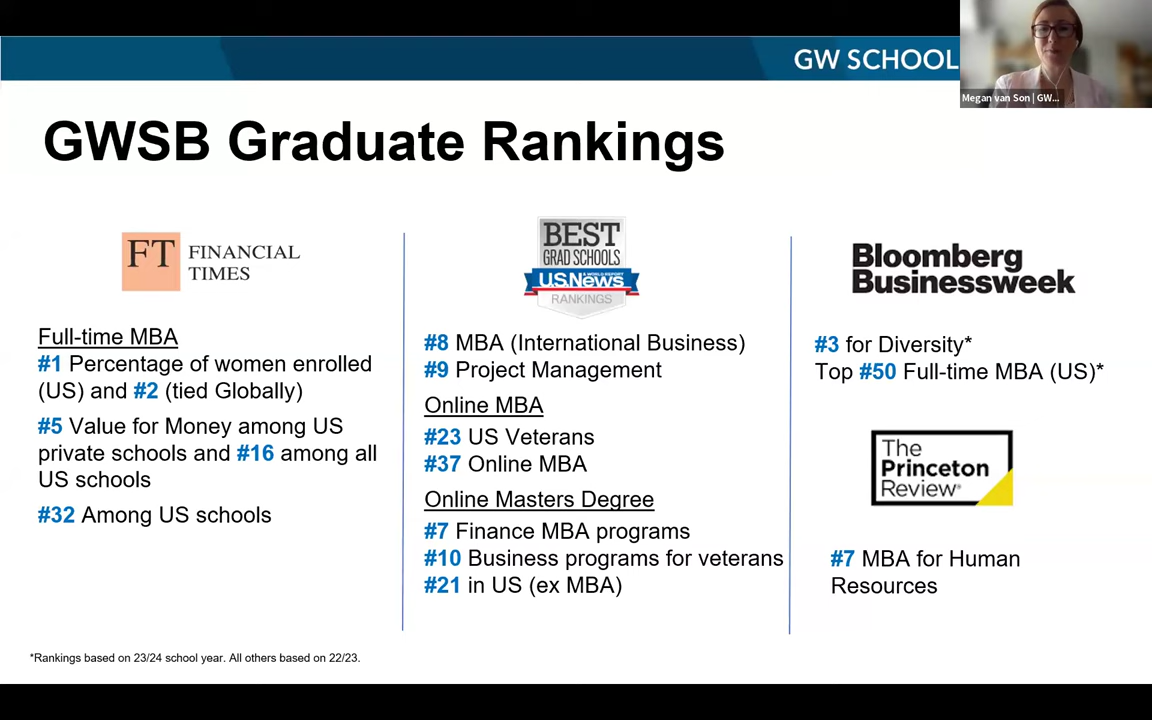 GW SCHOOL
Megan van Son | GW...
GWSB Graduate Rankings
FT FINANCIAL
TIMES
Full-time MBA
#1 Percentage of women enrolled
(US) and #2 (tied Globally)
#5 Value for Money among US
private schools and #16 among all
US schools
#32 Among US schools
BEST
GRAD SCHOOLS
U.S.News
& WORLD REPORT
RANKINGS
#8 MBA (International Business)
#9 Project Management
Online MBA
#23 US Veterans
#37 Online MBA
Online Masters Degree
#7 Finance MBA programs
#10 Business programs for veterans
#21 in US (ex MBA)
Bloomberg
Businessweek
#3 for Diversity*
Top #50 Full-time MBA (US)*
The
Princeton
Review®
#7 MBA for Human
Resources
*Rankings based on 23/24 school year. All others based on 22/23.